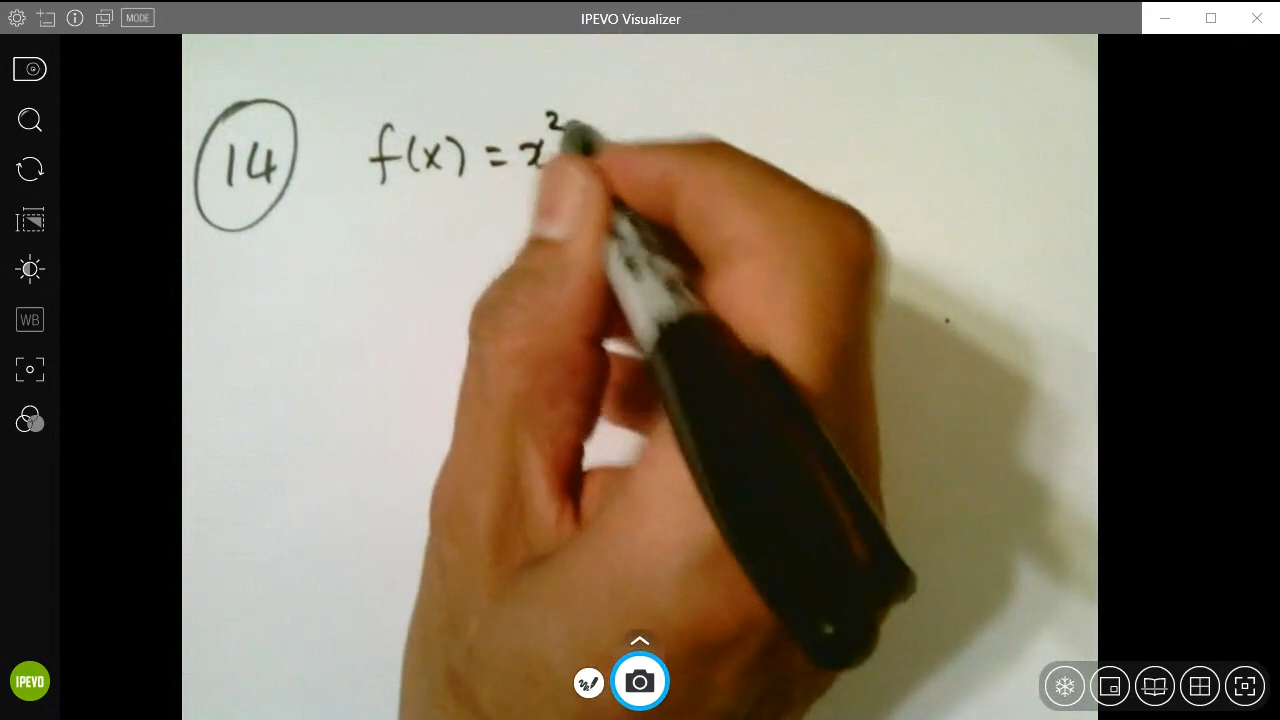 MODE
IPEVO Visualizer
14 f(x) = x²
WB
IPEVO